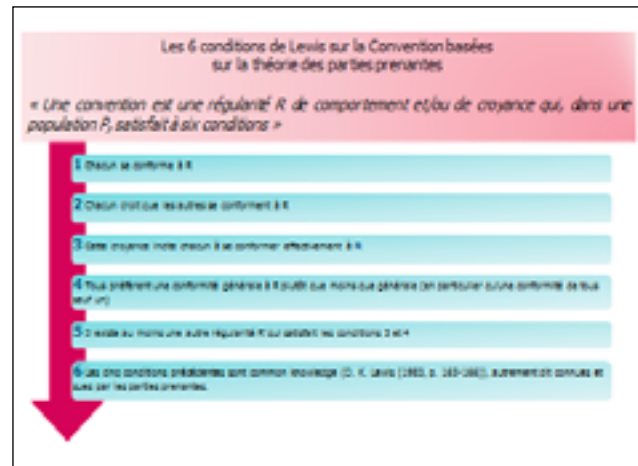 Les 6 conditions de Lewis sur la Convention basées
sur la théorie des parties prenantes
« Une convention est une régularité R de comportement et/ou de croyance qui, dans une
population P, satisfait à six conditions »
1 Chacun se conforme à R
2 Chacun croit que les autres se conforment à R
3 Cette croyance incite chacun à se conformer effectivement à R
4 Tous préfèrent une conformité générale à R plutôt que moins que générale (en particulier qu'une conformité de tous
sauf un)
5 Il existe au moins une autre régularité R qui satisfait les conditions 3 et 4
6 Les cinq conditions précédentes sont common knowledge (D. K. Lewis [1983, p. 165-166]), autrement dit connues et
sues par les parties prenantes.